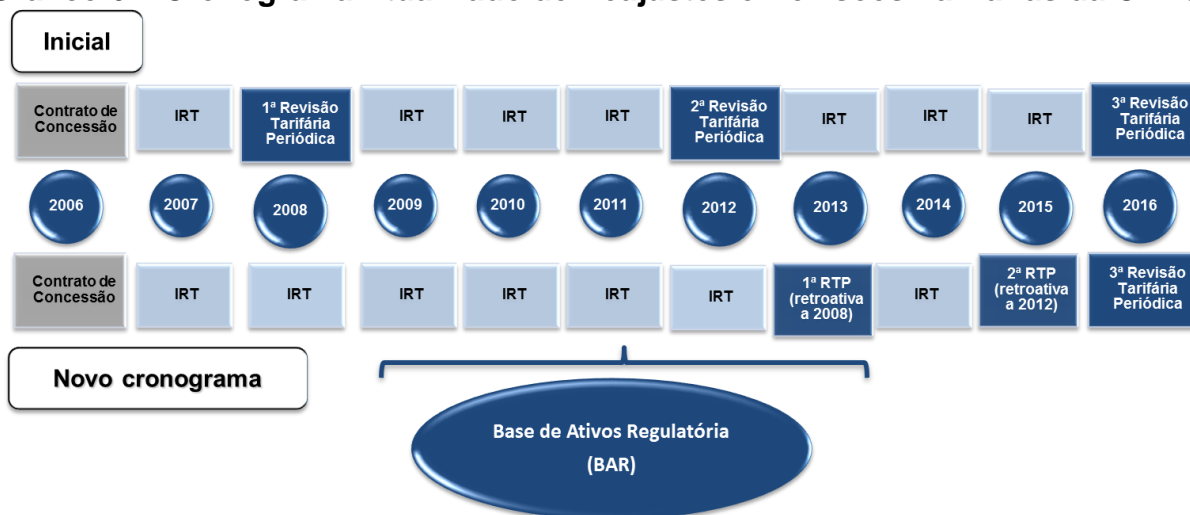 Inicial
Contrato de
Concessão
IRT
1ª Revisão
Tarifária
Periódica
IRT
IRT
IRT
2ª Revisão
Tarifária
Periódica
IRT
IRT
IRT
3ª Revisão
Tarifária
Periódica
2006
2007
2008
2009
2010
2011
2012
2013
2014
2015
2016
Contrato de
Concessão
IRT
IRT
IRT
IRT
IRT
IRT
1ª RTP
(retroativa
a 2008)
IRT
2ª RTP
(retroativa
a 2012)
3ª Revisão
Tarifária
Periódica
Novo cronograma
Base de Ativos Regulatória
(BAR)